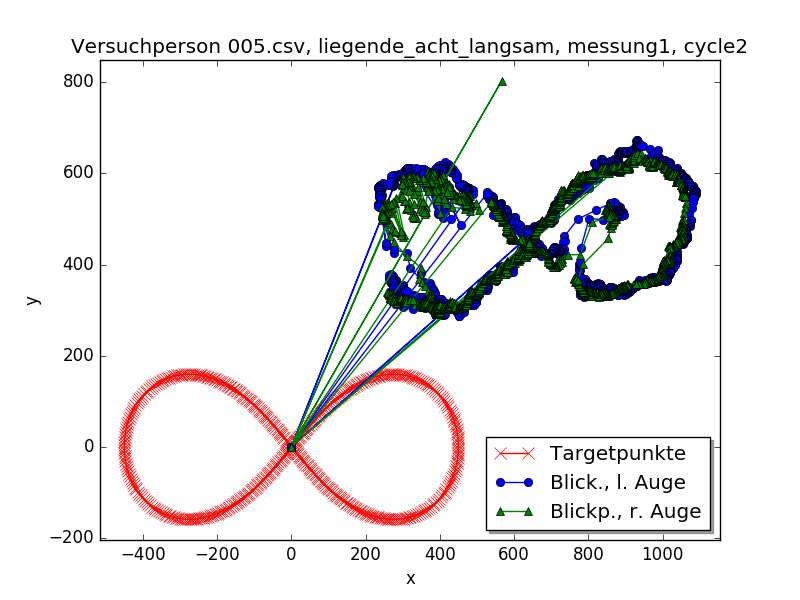 Versuchperson 005.csv, liegende_acht_langsam, messung1, cycle2
800
600
400
200
0
−200
y
−400 −200 0 200 400 600 800 1000
x
Targetpunkte
Blick., l. Auge
Blickp., r. Auge